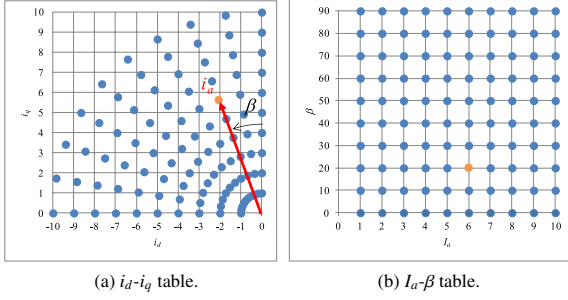 10
9
8
7
6
5
4
3
2
1
0
i_q
i_a
β
-10 -9 -8 -7 -6 -5 -4 -3 -2 -1 0
i_d
(a) i_d-i_q table.
90
80
70
60
50
40
30
20
10
0
β
0 1 2 3 4 5 6 7 8 9 10
I_a
(b) I_a-β table.